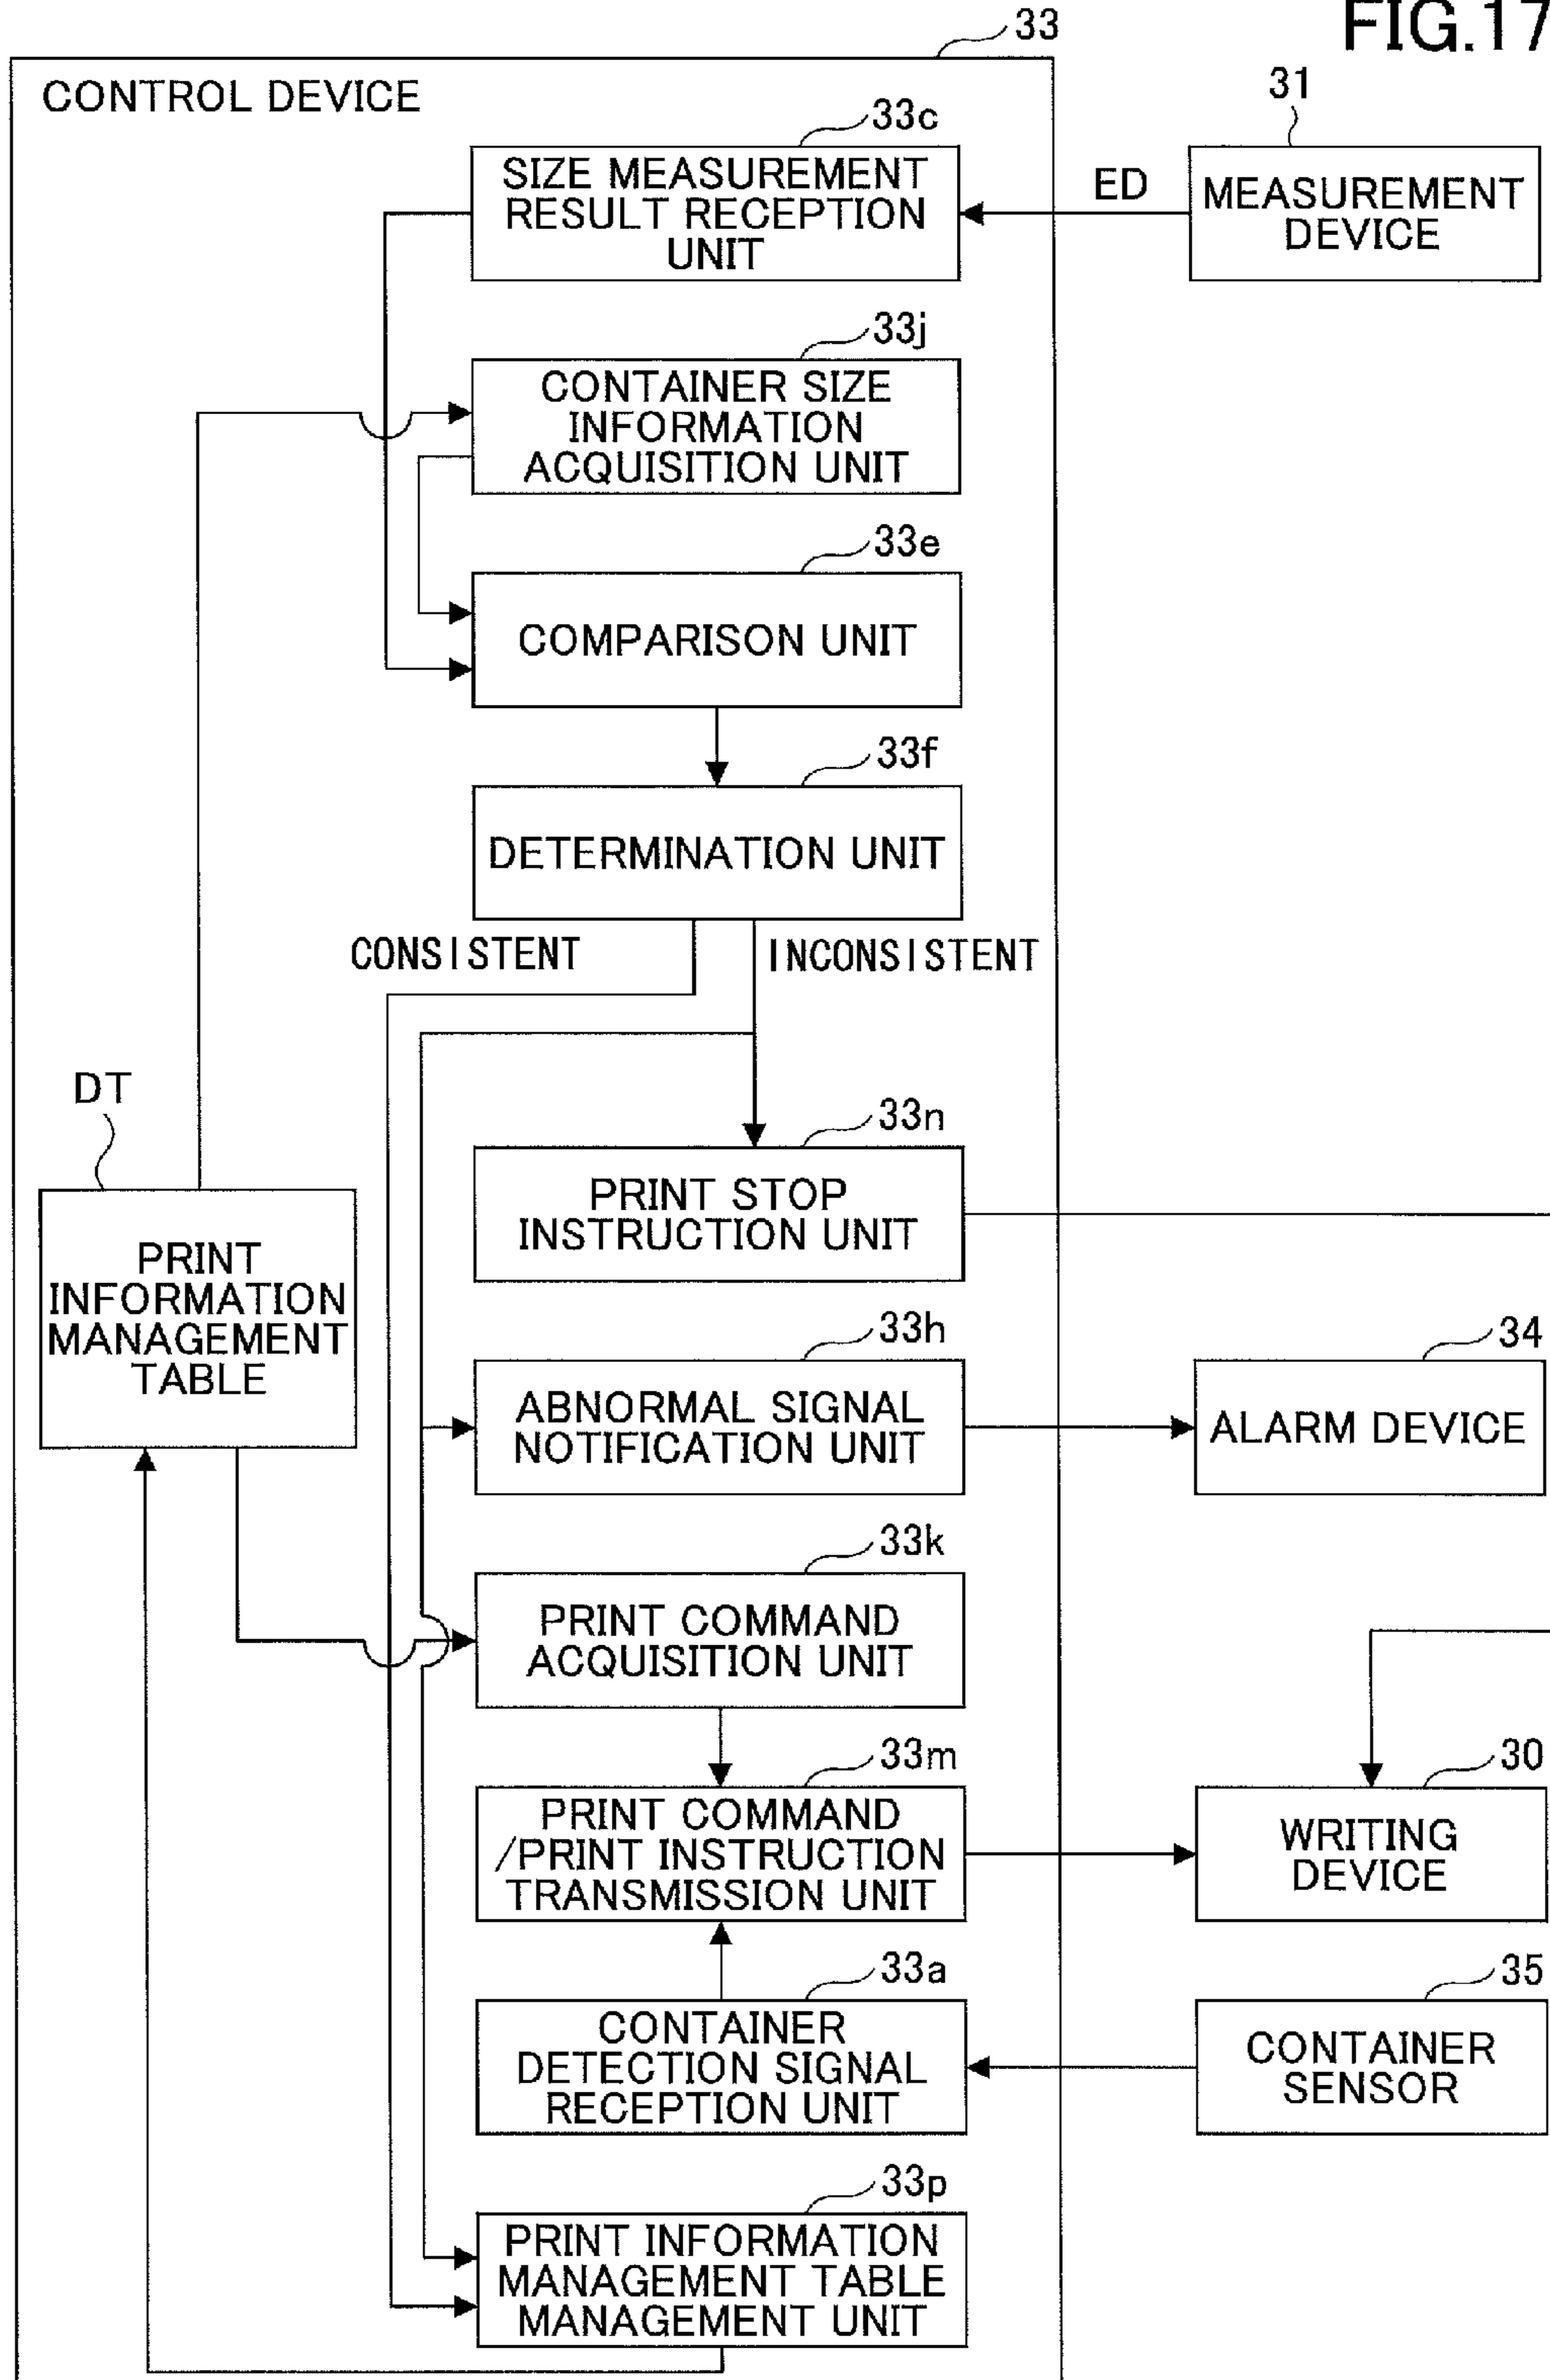 FIG.17
33
CONTROL DEVICE
33c
SIZE MEASUREMENT
RESULT RECEPTION
UNIT
ED
31
MEASUREMENT
DEVICE
33j
CONTAINER SIZE
INFORMATION
ACQUISITION UNIT
33e
COMPARISON UNIT
33f
DETERMINATION UNIT
CONSISTENT
INCONSISTENT
DT
PRINT
INFORMATION
MANAGEMENT
TABLE
33n
PRINT STOP
INSTRUCTION UNIT
33h
ABNORMAL SIGNAL
NOTIFICATION UNIT
34
ALARM DEVICE
33k
PRINT COMMAND
ACQUISITION UNIT
33m
PRINT COMMAND
/PRINT INSTRUCTION
TRANSMISSION UNIT
30
WRITING
DEVICE
33a
CONTAINER
DETECTION SIGNAL
RECEPTION UNIT
35
CONTAINER
SENSOR
33p
PRINT INFORMATION
MANAGEMENT TABLE
MANAGEMENT UNIT